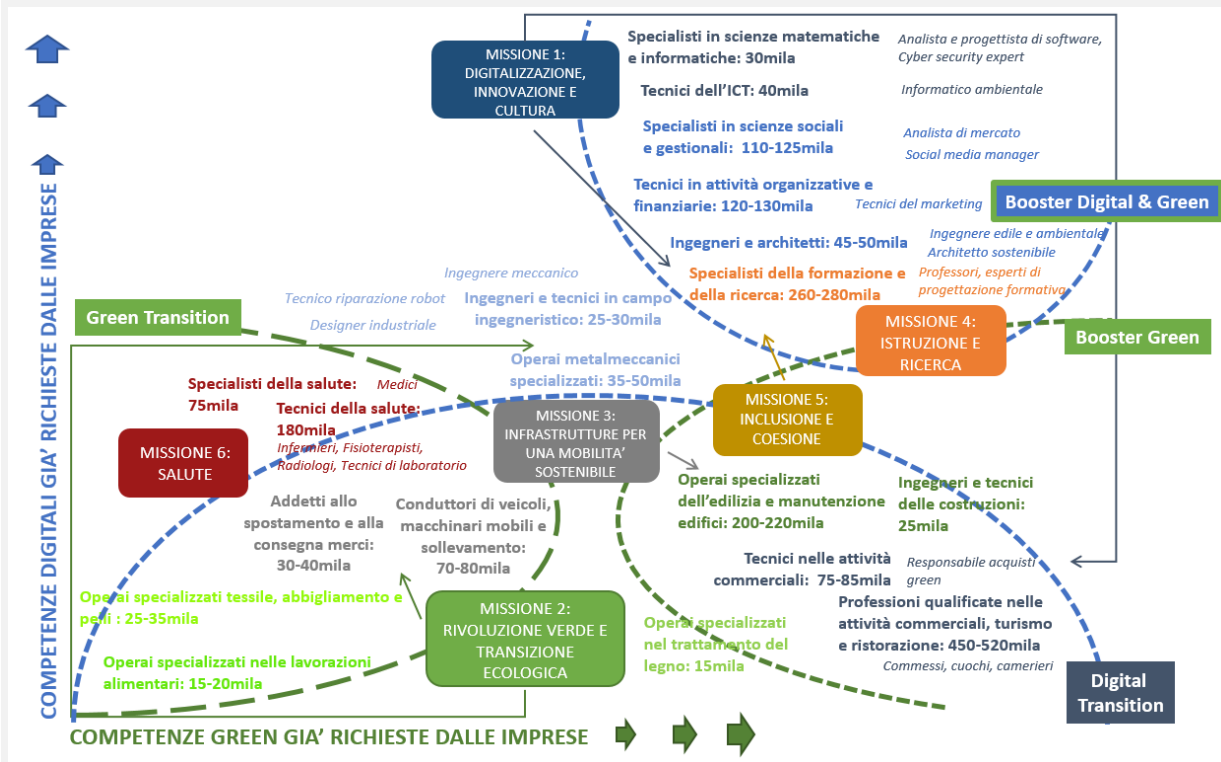 MISSIONE 1:
DIGITALIZZAZIONE,
INNOVAZIONE E
CULTURA
Specialisti in scienze matematiche
e informatiche: 30mila
Analista e progettista di software,
Cyber security expert
Tecnici dell'ICT: 40mila
Informatico ambientale
Specialisti in scienze sociali
e gestionali: 110-125mila
Analista di mercato
Social media manager
Tecnici in attività organizzative e
finanziarie: 120-130mila
Tecnici del marketing
Booster Digital & Green
Ingegneri e architetti: 45-50mila
Ingegnere edile e ambientale
Architetto sostenibile
Specialisti della formazione e
della ricerca: 260-280mila
Professori, esperti di
progettazione formativa
Ingegnere meccanico
Tecnico riparazione robot
Designer industriale
Ingegneri e tecnici in campo
ingegneristico: 25-30mila
Green Transition
MISSIONE 4:
ISTRUZIONE E
RICERCA
Booster Green
Operai metalmeccanici
specializzati: 35-50mila
Specialisti della salute:
75mila
Medici
Tecnici della salute:
180mila
Infermieri, Fisioterapisti,
Radiologi, Tecnici di laboratorio
MISSIONE 6:
SALUTE
MISSIONE 3:
INFRASTRUTTURE PER
UNA MOBILITA'
SOSTENIBILE
MISSIONE 5:
INCLUSIONE E
COESIONE
Operai specializzati
dell'edilizia e manutenzione
edifici: 200-220mila
Ingegneri e tecnici
delle costruzioni:
25mila
Addetti allo
spostamento e alla
consegna merci:
30-40mila
Conduttori di veicoli,
macchinari mobili e
sollevamento:
70-80mila
Tecnici nelle attività
commerciali: 75-85mila
Responsabile acquisti
green
Operai specializzati tessile, abbigliamento e
pelli : 25-35mila
MISSIONE 2:
RIVOLUZIONE VERDE E
TRANSIZIONE
ECOLOGICA
Operai specializzati
nel trattamento del
legno: 15mila
Professioni qualificate nelle
attività commerciali, turismo
e ristorazione: 450-520mila
Commessi, cuochi, camerieri
Operai specializzati nelle lavorazioni
alimentari: 15-20mila
Digital
Transition
COMPETENZE DIGITALI GIA' RICHIESTE DALLE IMPRESE
COMPETENZE GREEN GIA' RICHIESTE DALLE IMPRESE